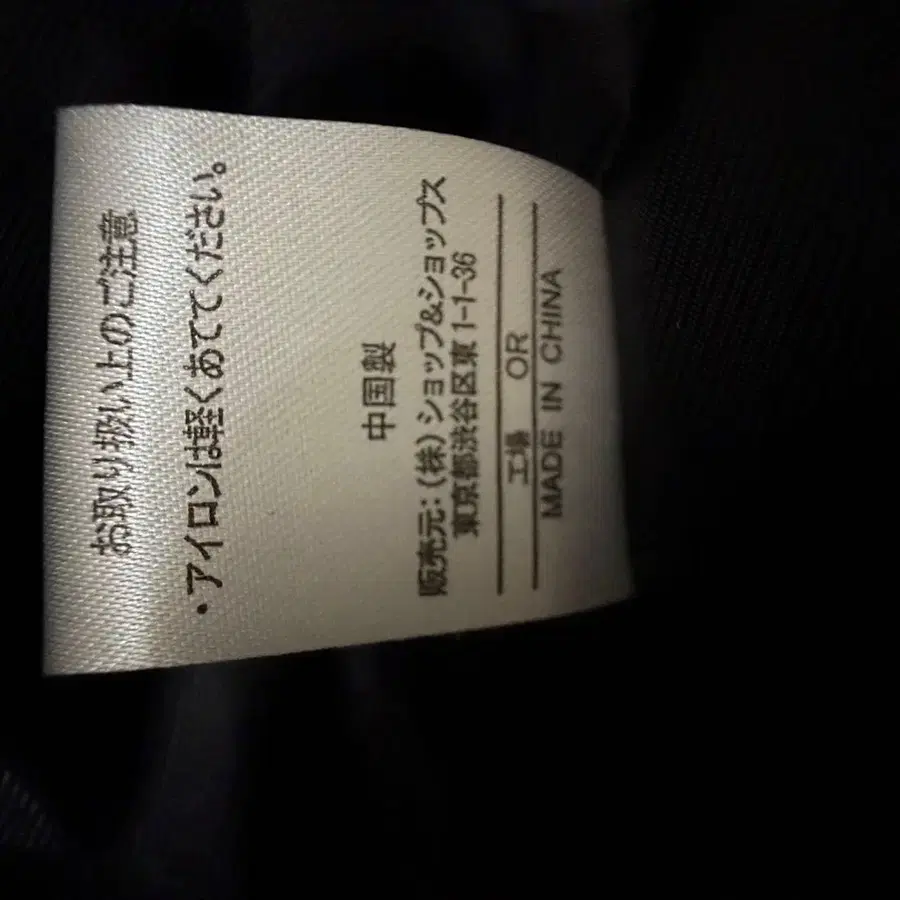 お取り扱い上のご注意
・アイロンは軽くあててください。
中国製
販売元：(株)ショップ&ショップス
東京都渋谷区東1-1-36
工場 OR
MADE IN CHINA